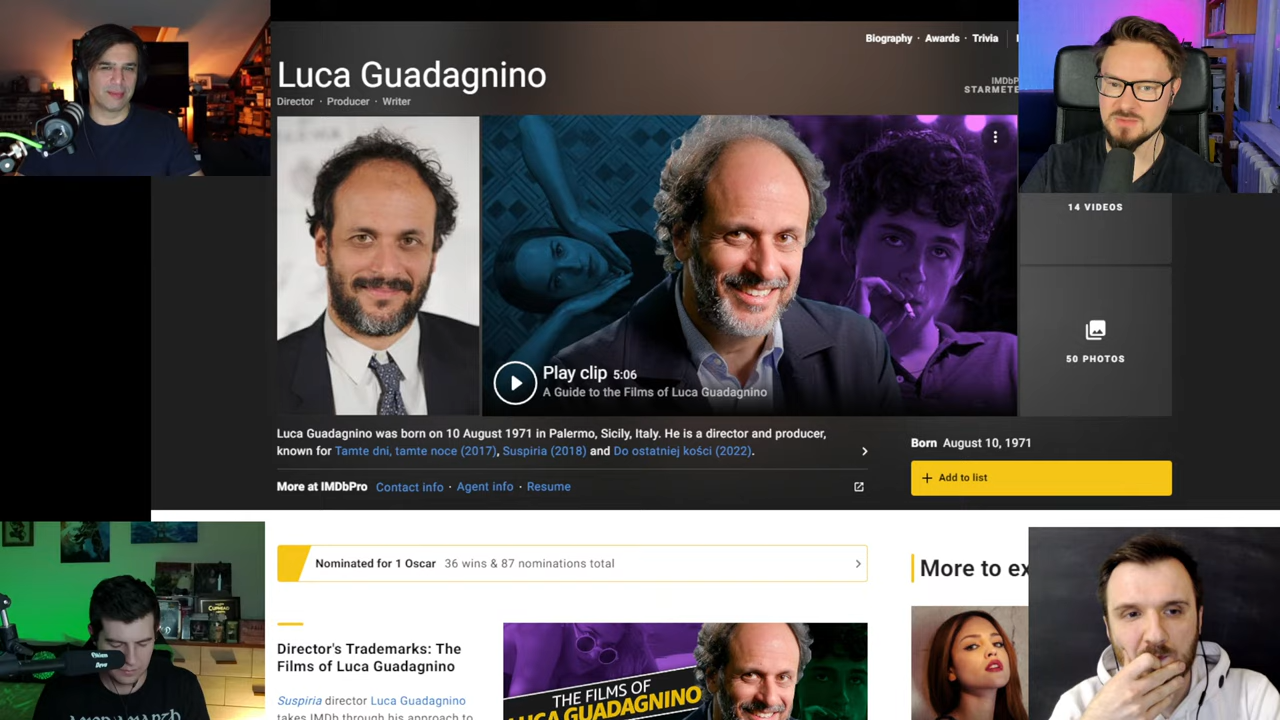 Biography · Awards · Trivia
Luca Guadagnino
Director · Producer · Writer
IMDbP
STARMETE
14 VIDEOS
50 PHOTOS
Play clip 5:06
A Guide to the Films of Luca Guadagnino
Luca Guadagnino was born on 10 August 1971 in Palermo, Sicily, Italy. He is a director and producer,
known for Tamte dni, tamte noce (2017), Suspiria (2018) and Do ostatniej kości (2022).
Born August 10, 1971
+ Add to list
More at IMDbPro Contact info · Agent info · Resume
Nominated for 1 Oscar 36 wins & 87 nominations total
More to ex
Director's Trademarks: The
Films of Luca Guadagnino
Suspiria director Luca Guadagnino
takes IMDb through his approach to
THE FILMS OF
LUCA GUADAGNINO
CUPHEAD